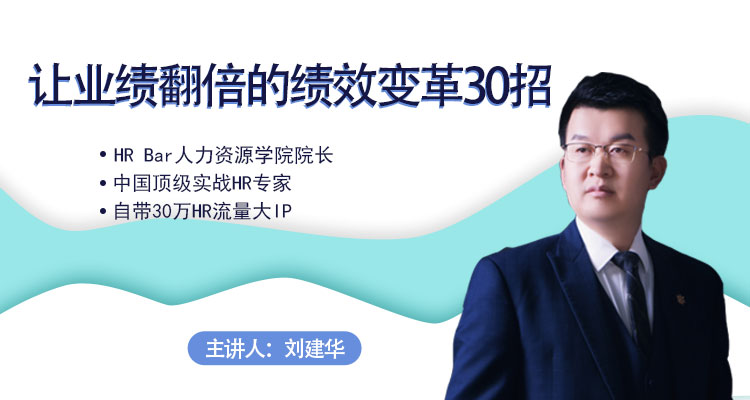 让业绩翻倍的绩效变革30招
• HR Bar人力资源学院院长
• 中国顶级实战HR专家
• 自带30万HR流量大IP
主讲人：刘建华